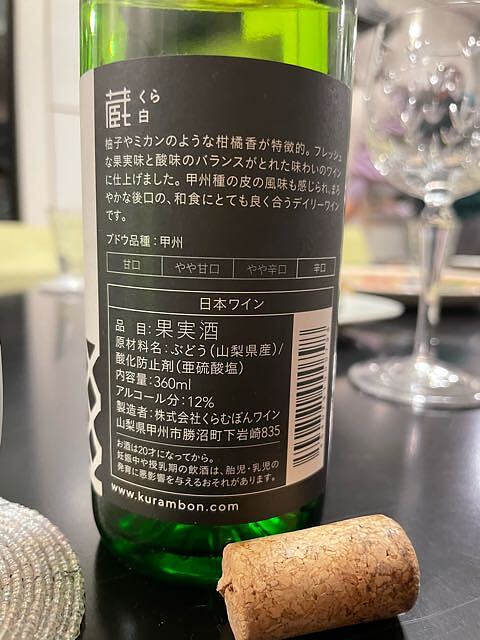 蔵 くら
白
柚子やミカンのような柑橘香が特徴的。フレッシュ
な果実味と酸味のバランスがとれた味わいのワイン
に仕上げました。甲州種の皮の風味も感じられ、まろ
やかな後口の、和食にとても良く合うデイリーワイン
です。
ブドウ品種：甲州
甘口 やや甘口 やや辛口 辛口
日本ワイン
品 目：果実酒
原材料名：ぶどう（山梨県産）/
酸化防止剤（亜硫酸塩）
内容量：360ml
アルコール分：12%
製造者：株式会社くらむぼんワイン
山梨県甲州市勝沼町下岩崎835
お酒は20才になってから。
妊娠中や授乳期の飲酒は、胎児・乳児の
発育に悪影響を与えるおそれがあります。
www.kurambon.com